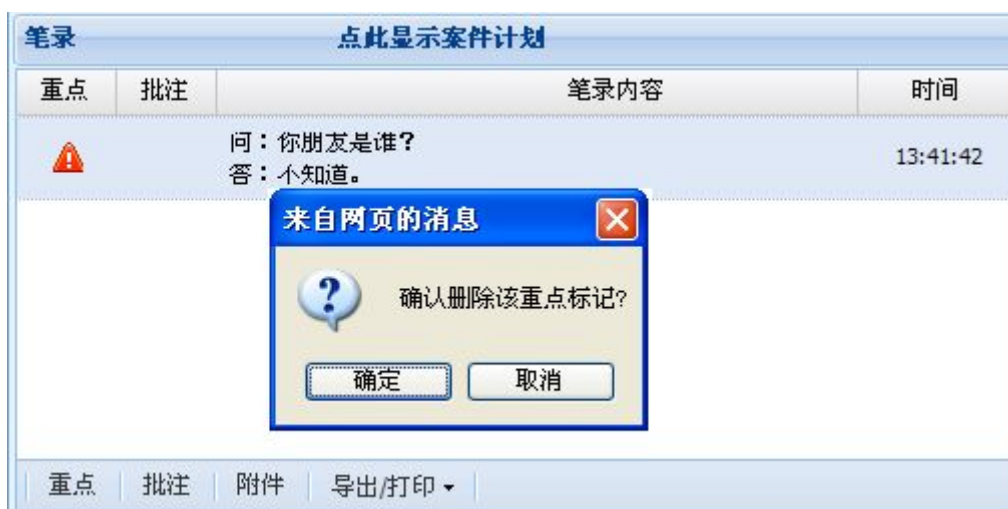 笔录 点此显示案件计划
重点 批注 笔录内容 时间
问：你朋友是谁？
答：不知道。
13:41:42
来自网页的消息
确认删除该重点标记?
确定 取消
重点 批注 附件 导出/打印